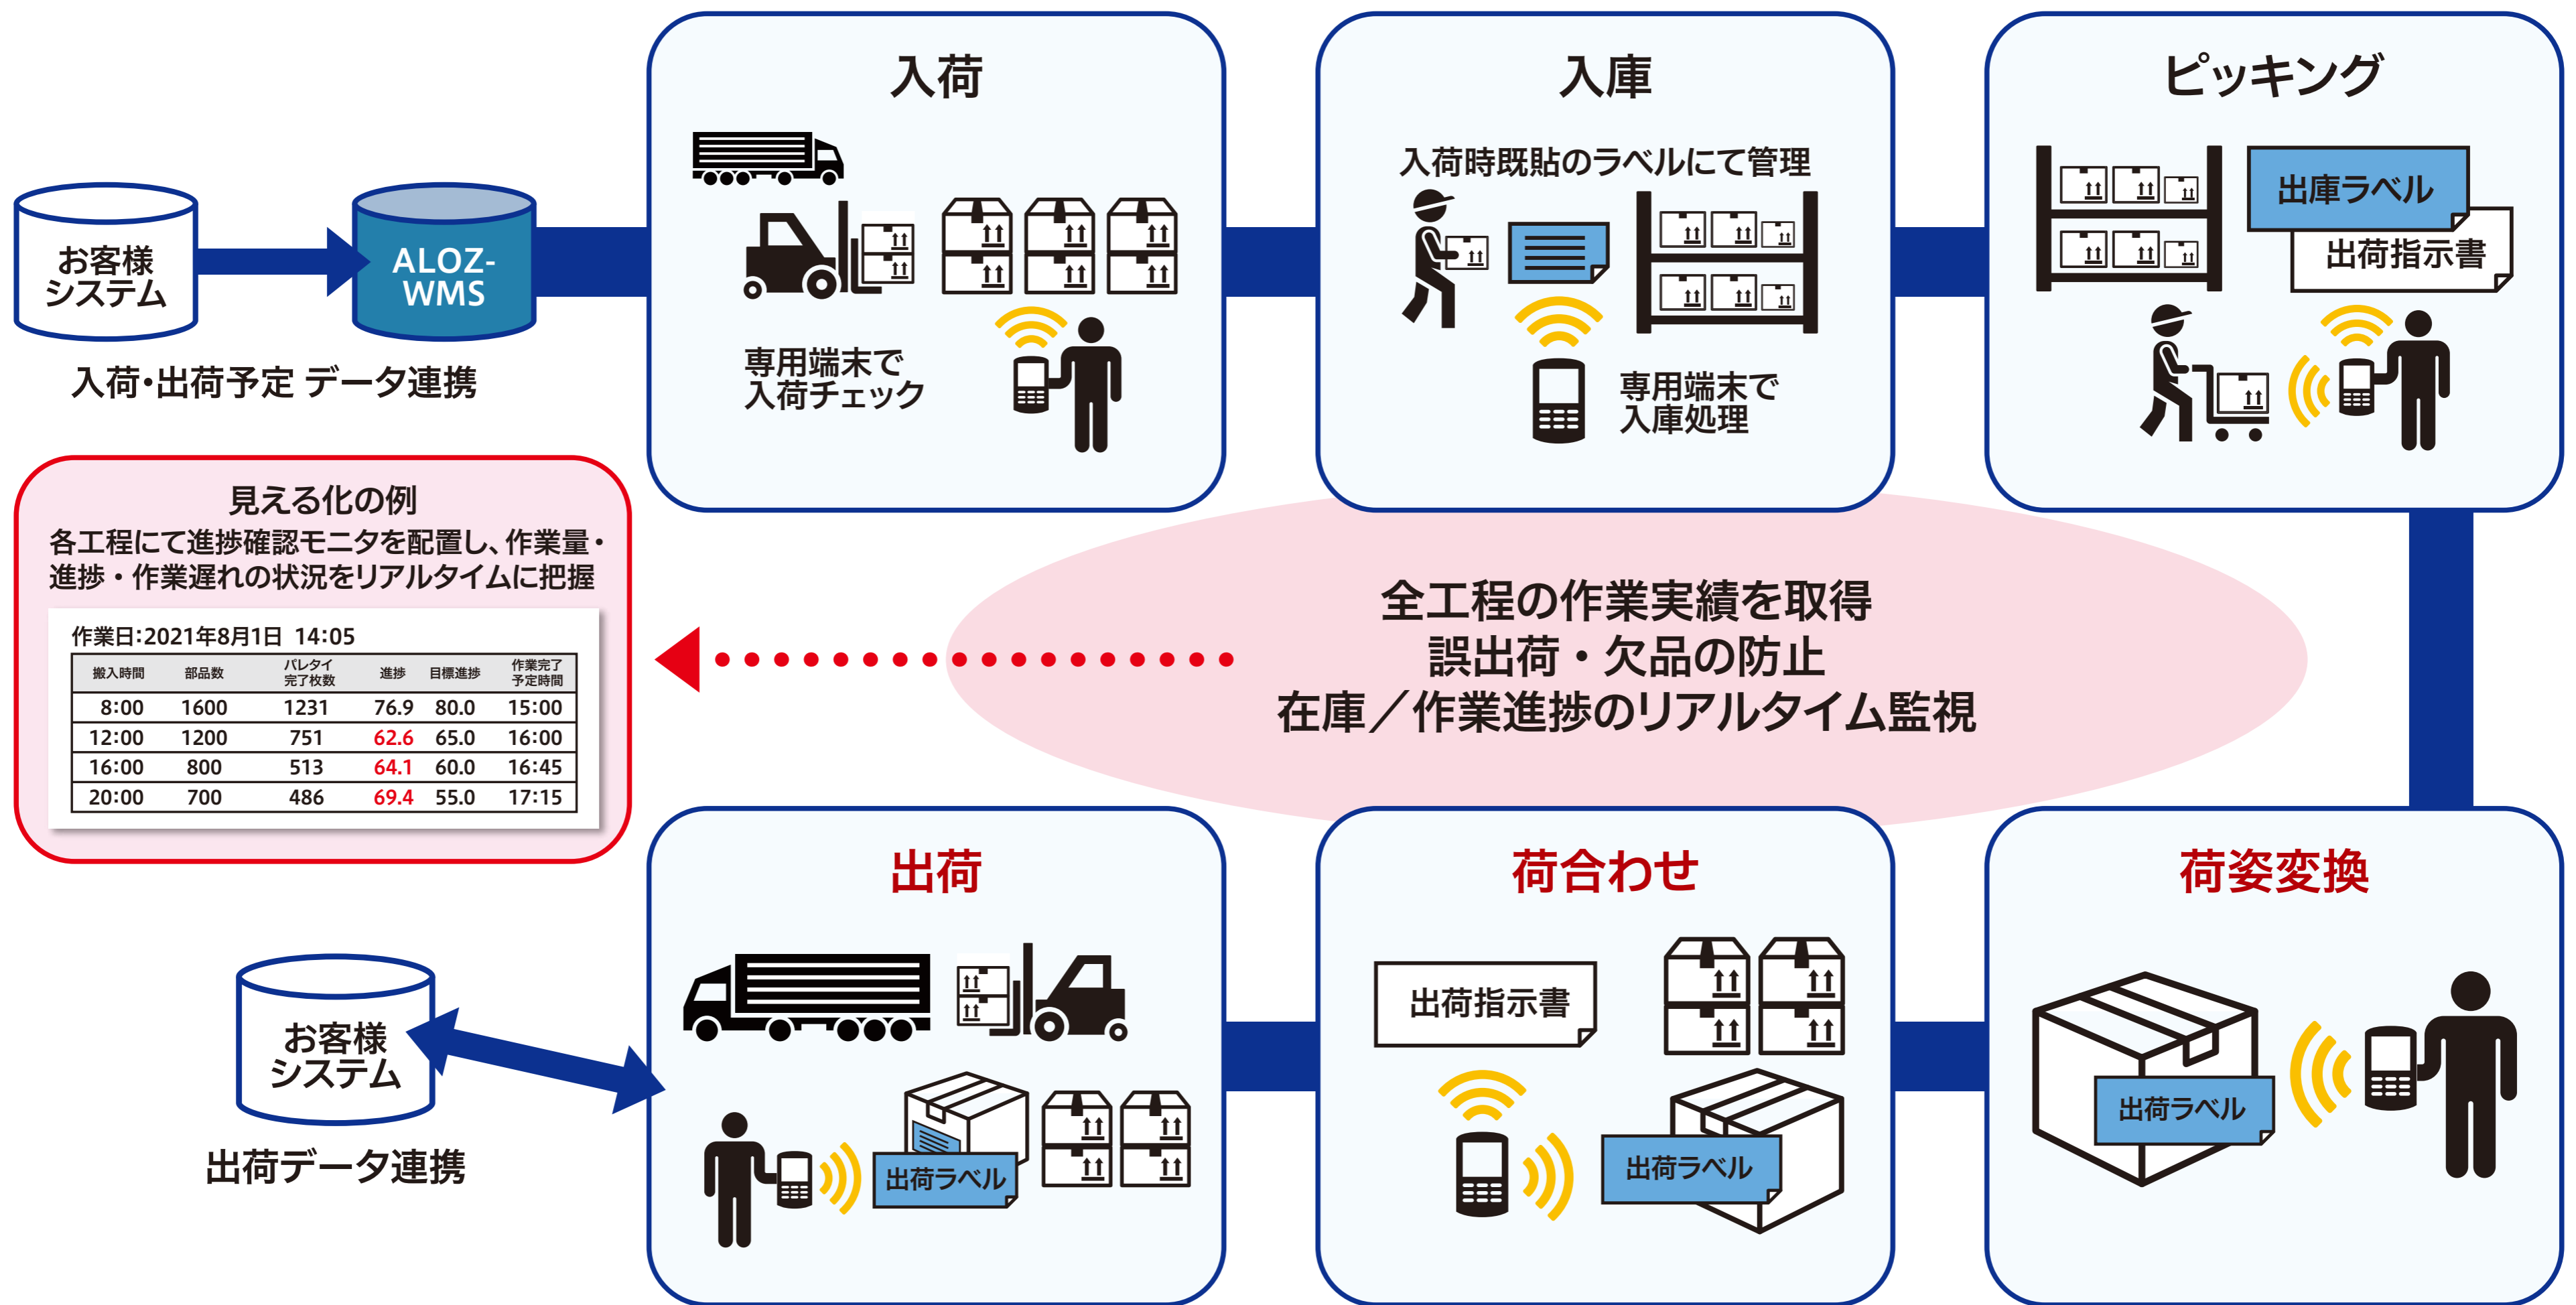 お客様
システム
ALOZ-
WMS
入荷・出荷予定 データ連携
入荷
専用端末で
入荷チェック
入庫
入荷時既貼のラベルにて管理
専用端末で
入庫処理
ピッキング
出庫ラベル
出荷指示書
見える化の例
各工程にて進捗確認モニタを配置し、作業量・
進捗・作業遅れの状況をリアルタイムに把握
作業日：2021年8月1日 14：05
搬入時間 部品数 パレタイ完了枚数 進捗 目標進捗 作業完了予定時間
8：00 1600 1231 76.9 80.0 15：00
12：00 1200 751 62.6 65.0 16：00
16：00 800 513 64.1 60.0 16：45
20：00 700 486 69.4 55.0 17：15
全工程の作業実績を取得
誤出荷・欠品の防止
在庫／作業進捗のリアルタイム監視
荷姿変換
出荷ラベル
荷合わせ
出荷指示書
出荷ラベル
出荷
出荷ラベル
お客様
システム
出荷データ連携